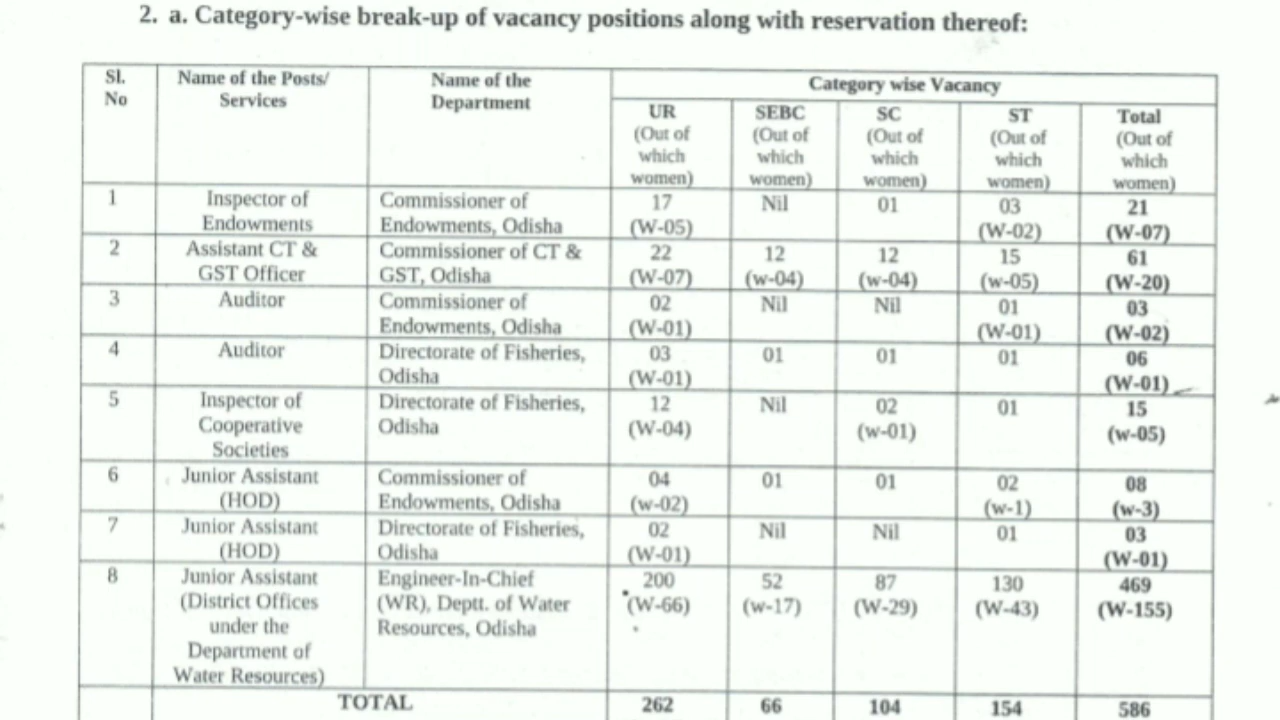 2. a. Category-wise break-up of vacancy positions along with reservation thereof:
Sl. No
Name of the Posts/ Services
Name of the Department
Category wise Vacancy
UR (Out of which women)
SEBC (Out of which women)
SC (Out of which women)
ST (Out of which women)
Total (Out of which women)
1
Inspector of Endowments
Commissioner of Endowments, Odisha
17 (W-05)
Nil
01
03 (W-02)
21 (W-07)
2
Assistant CT & GST Officer
Commissioner of CT & GST, Odisha
22 (W-07)
12 (w-04)
12 (w-04)
15 (w-05)
61 (W-20)
3
Auditor
Commissioner of Endowments, Odisha
02 (W-01)
Nil
Nil
01 (W-01)
03 (W-02)
4
Auditor
Directorate of Fisheries, Odisha
03 (W-01)
01
01
01
06 (W-01)
5
Inspector of Cooperative Societies
Directorate of Fisheries, Odisha
12 (W-04)
Nil
02 (w-01)
01
15 (w-05)
6
Junior Assistant (HOD)
Commissioner of Endowments, Odisha
04 (w-02)
01
01
02 (w-1)
08 (w-3)
7
Junior Assistant (HOD)
Directorate of Fisheries, Odisha
02 (W-01)
Nil
Nil
01
03 (W-01)
8
Junior Assistant (District Offices under the Department of Water Resources)
Engineer-In-Chief (WR), Deptt. of Water Resources, Odisha
200 (W-66)
52 (w-17)
87 (W-29)
130 (W-43)
469 (W-155)
TOTAL
262
66
104
154
586